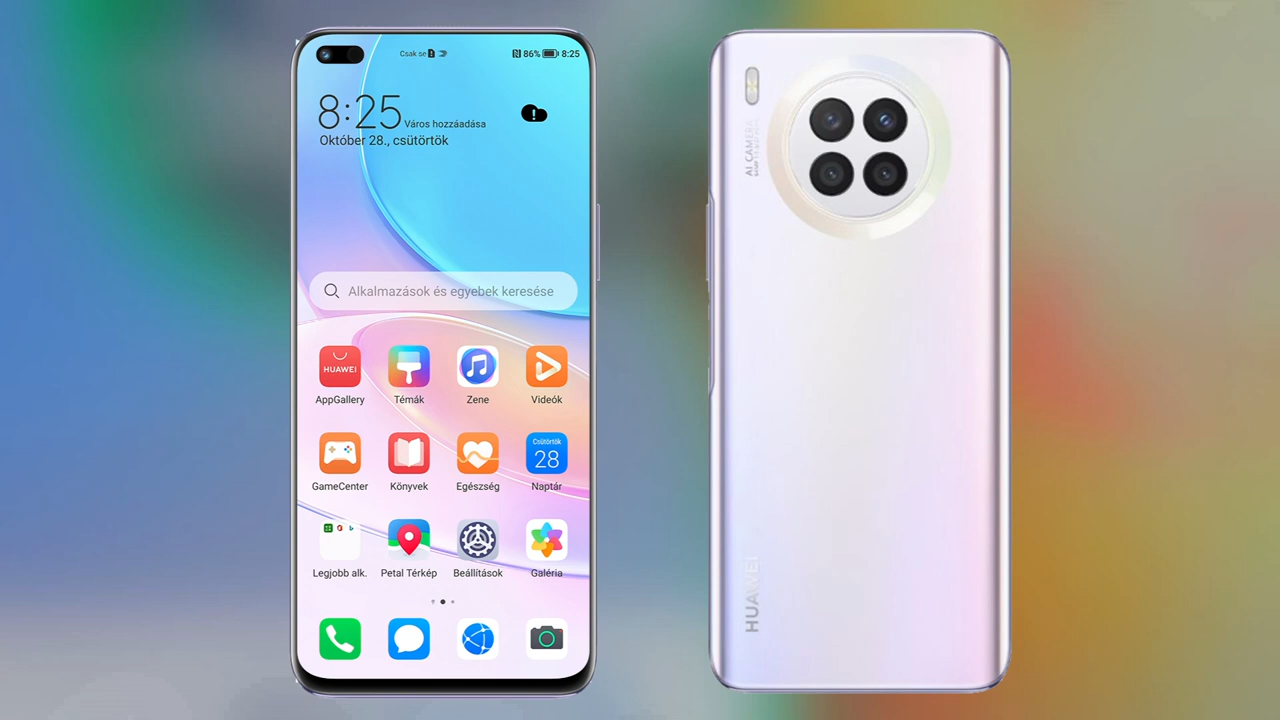 Csak se
86% 8:25
8:25 Város hozzáadása
Október 28., csütörtök
Alkalmazások és egyebek keresése
HUAWEI
AppGallery Témák Zene Videók
Csütörtök
28
GameCenter Könyvek Egészség Naptár
Legjobb alk. Petal Térkép Beállítások Galéria
AI CAMERA
HUAWEI